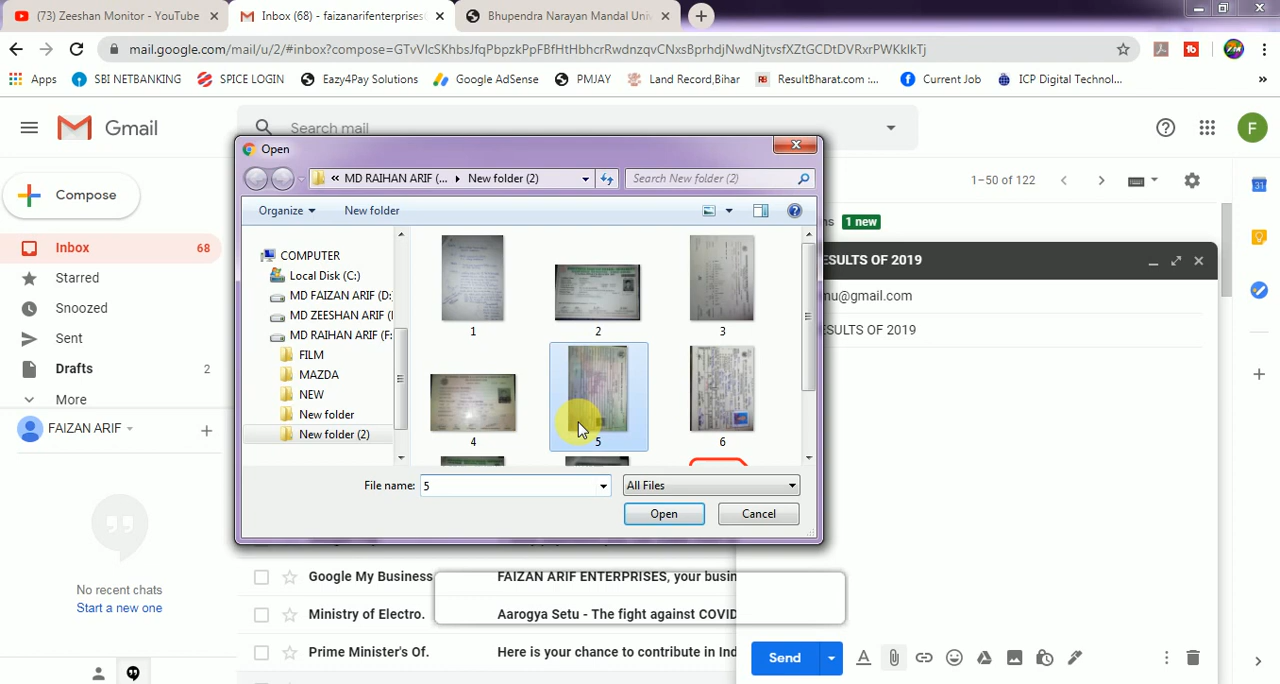 (73) Zeeshan Monitor - YouTube
Inbox (68) - faizanarifenterprises
Bhupendra Narayan Mandal Univ
mail.google.com/mail/u/2/#inbox?compose=GTvVlcSKhbsJfqPbpzkPpFBfHtHbhcrRwdnzqvCNxsBprhdjNwdNjtvsfXZtGCDtDVRxrPWKklkTj
Apps SBI NETBANKING SPICE LOGIN Eazy4Pay Solutions Google AdSense PMJAY Land Record,Bihar ResultBharat.com :... Current Job ICP Digital Technol... »
Gmail
Search mail
F
Open
« MD RAIHAN ARIF (... New folder (2)
Search New folder (2)
Compose
1–50 of 122
Organize New folder
1 new
Inbox 68
Starred
Snoozed
Sent
Drafts 2
More
FAIZAN ARIF
COMPUTER
Local Disk (C:)
MD FAIZAN ARIF (D:
MD ZEESHAN ARIF (
MD RAIHAN ARIF (F:
FILM
MAZDA
NEW
New folder
New folder (2)
1
2
3
4
5
6
ESULTS OF 2019
mu@gmail.com
ESULTS OF 2019
File name: 5
All Files
Open Cancel
No recent chats
Start a new one
Google My Business FAIZAN ARIF ENTERPRISES, your busin
Ministry of Electro. Aarogya Setu - The fight against COVID
Prime Minister's Of. Here is your chance to contribute in Ind
Send